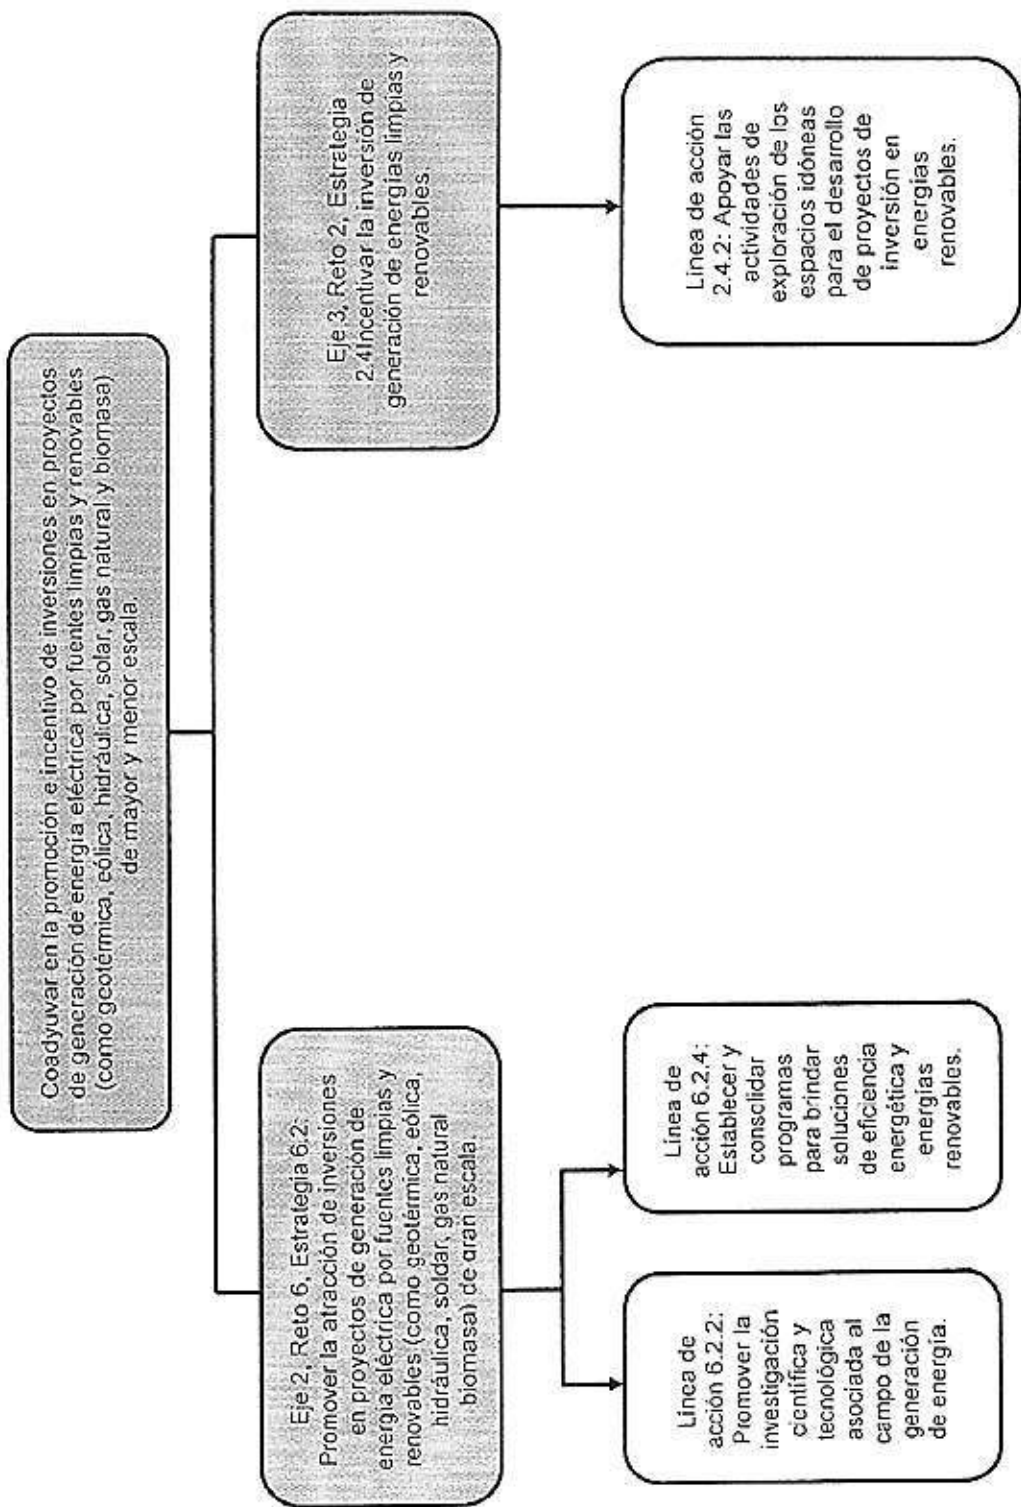 Coadyuvar en la promoción e incentivo de inversiones en proyectos
de generación de energía eléctrica por fuentes limpias y renovables
(como geotérmica, eólica, hidráulica, solar, gas natural y biomasa)
de mayor y menor escala.
Eje 2, Reto 6, Estrategia 6.2:
Promover la atracción de inversiones
en proyectos de generación de
energía eléctrica por fuentes limpias y
renovables (como geotérmica, eólica,
hidráulica, soldar, gas natural
biomasa) de gran escala.
Eje 3, Reto 2, Estrategia
2.4Incentivar la inversión de
generación de energías limpias y
renovables.
Línea de
acción 6.2.2:
Promover la
investigación
científica y
tecnológica
asociada al
campo de la
generación
de energía.
Línea de
acción 6.2.4:
Establecer y
consolidar
programas
para brindar
soluciones
de eficiencia
energética y
energías
renovables.
Línea de acción
2.4.2: Apoyar las
actividades de
exploración de los
espacios idóneas
para el desarrollo
de proyectos de
inversión en
energías
renovables.